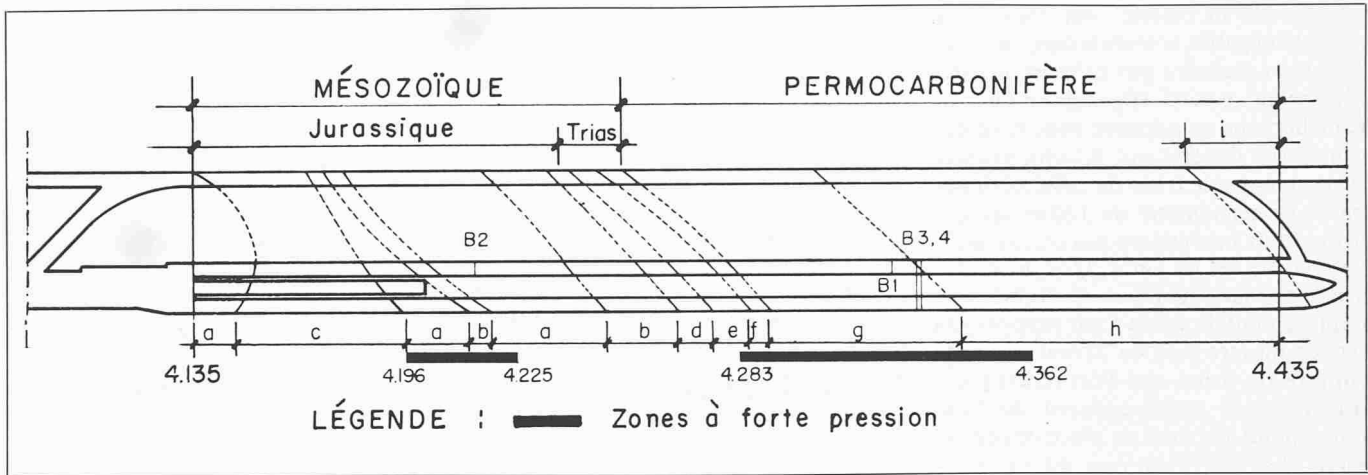 MÉSOZOÏQUE PERMOCARBONIFÈRE
Jurassique Trias i
B2 B3,4
B1
a c a b a b d e f g h
4.135 4.196 4.225 4.283 4.362 4.435
LÉGENDE : Zones à forte pression